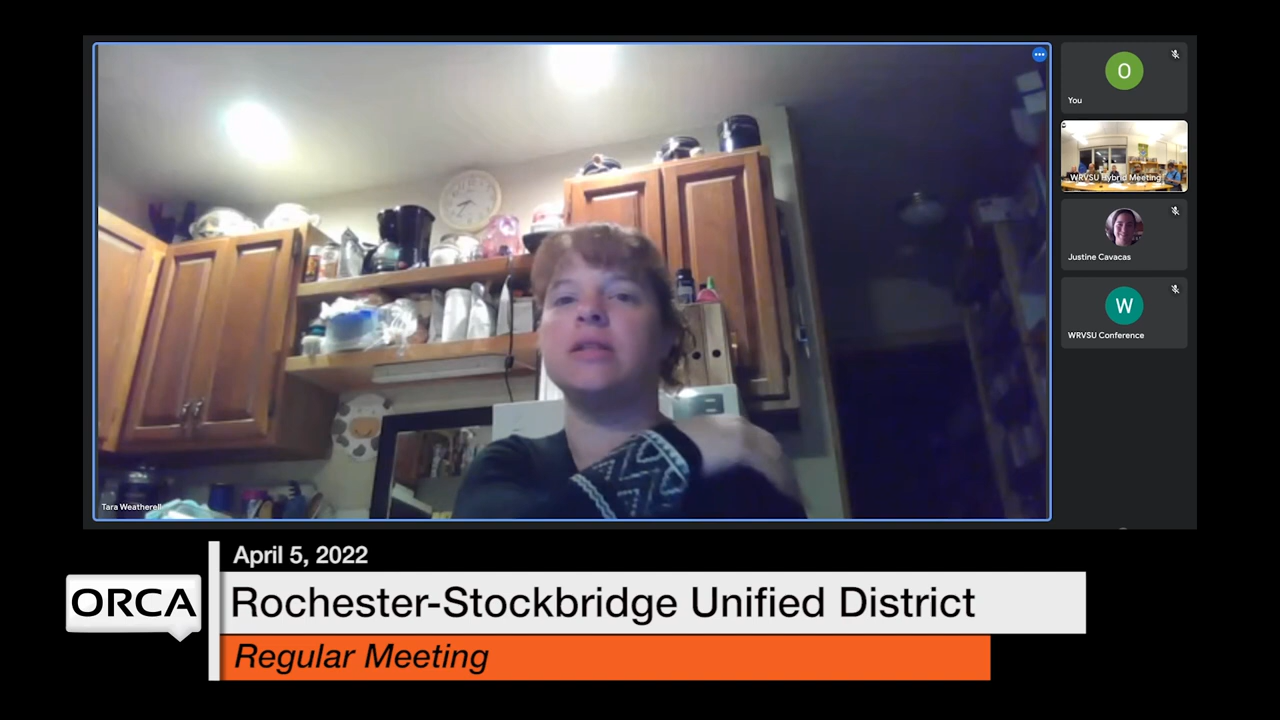 O
You
WRVSU Hybrid Meeting
Justine Cavacas
W
WRVSU Conference
Tara Weatherell
April 5, 2022
ORCA
Rochester-Stockbridge Unified District
Regular Meeting